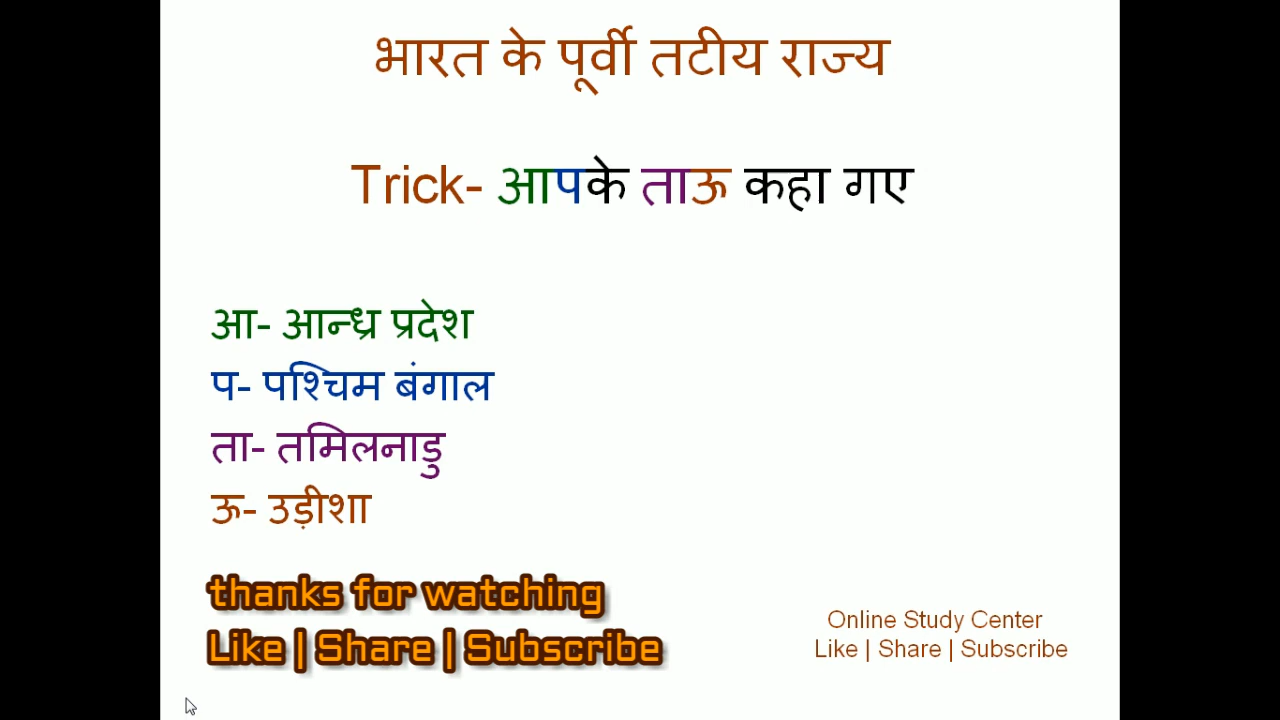 भारत के पूर्वी तटीय राज्य
Trick- आपके ताऊ कहा गए
आ- आन्ध्र प्रदेश
प- पश्चिम बंगाल
ता- तमिलनाडु
ऊ- उड़ीशा
thanks for watching
Like | Share | Subscribe
Online Study Center
Like | Share | Subscribe